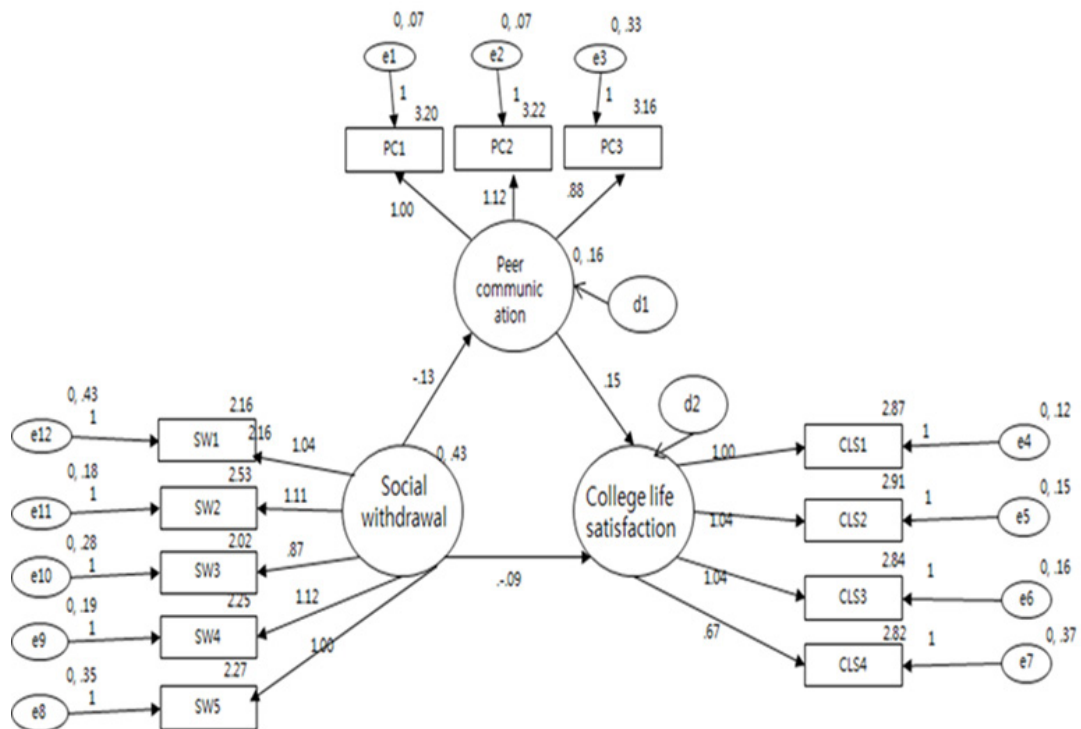 0, .07
0, .07
0, .33
e1
e2
e3
1
1
1
3.20
3.22
3.16
PC1
PC2
PC3
1.00
1.12
.88
Peer
communic
ation
0, .16
d1
-.13
.15
0, .43
1
e12
2.16
SW1
2.16
1.04
0, .43
d2
2.87
CLS1
1.00
1
0, .12
e4
0, .18
e11
1
2.53
SW2
1.11
Social
withdrawal
College life
satisfaction
1.04
2.91
CLS2
1
0, .15
e5
0, .28
e10
1
2.02
SW3
.87
-.-09
1.04
2.84
CLS3
1
0, .16
e6
0, .19
e9
1
2.25
SW4
1.12
1.00
.67
2.82
CLS4
1
0, .37
e7
0, .35
e8
1
2.27
SW5